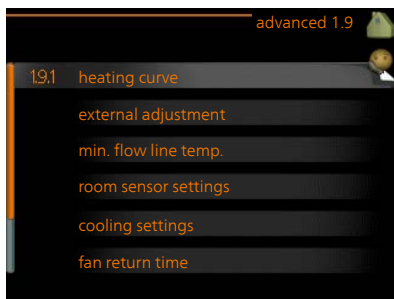 advanced 1.9
1.9.1 heating curve
external adjustment
min. flow line temp.
room sensor settings
cooling settings
fan return time